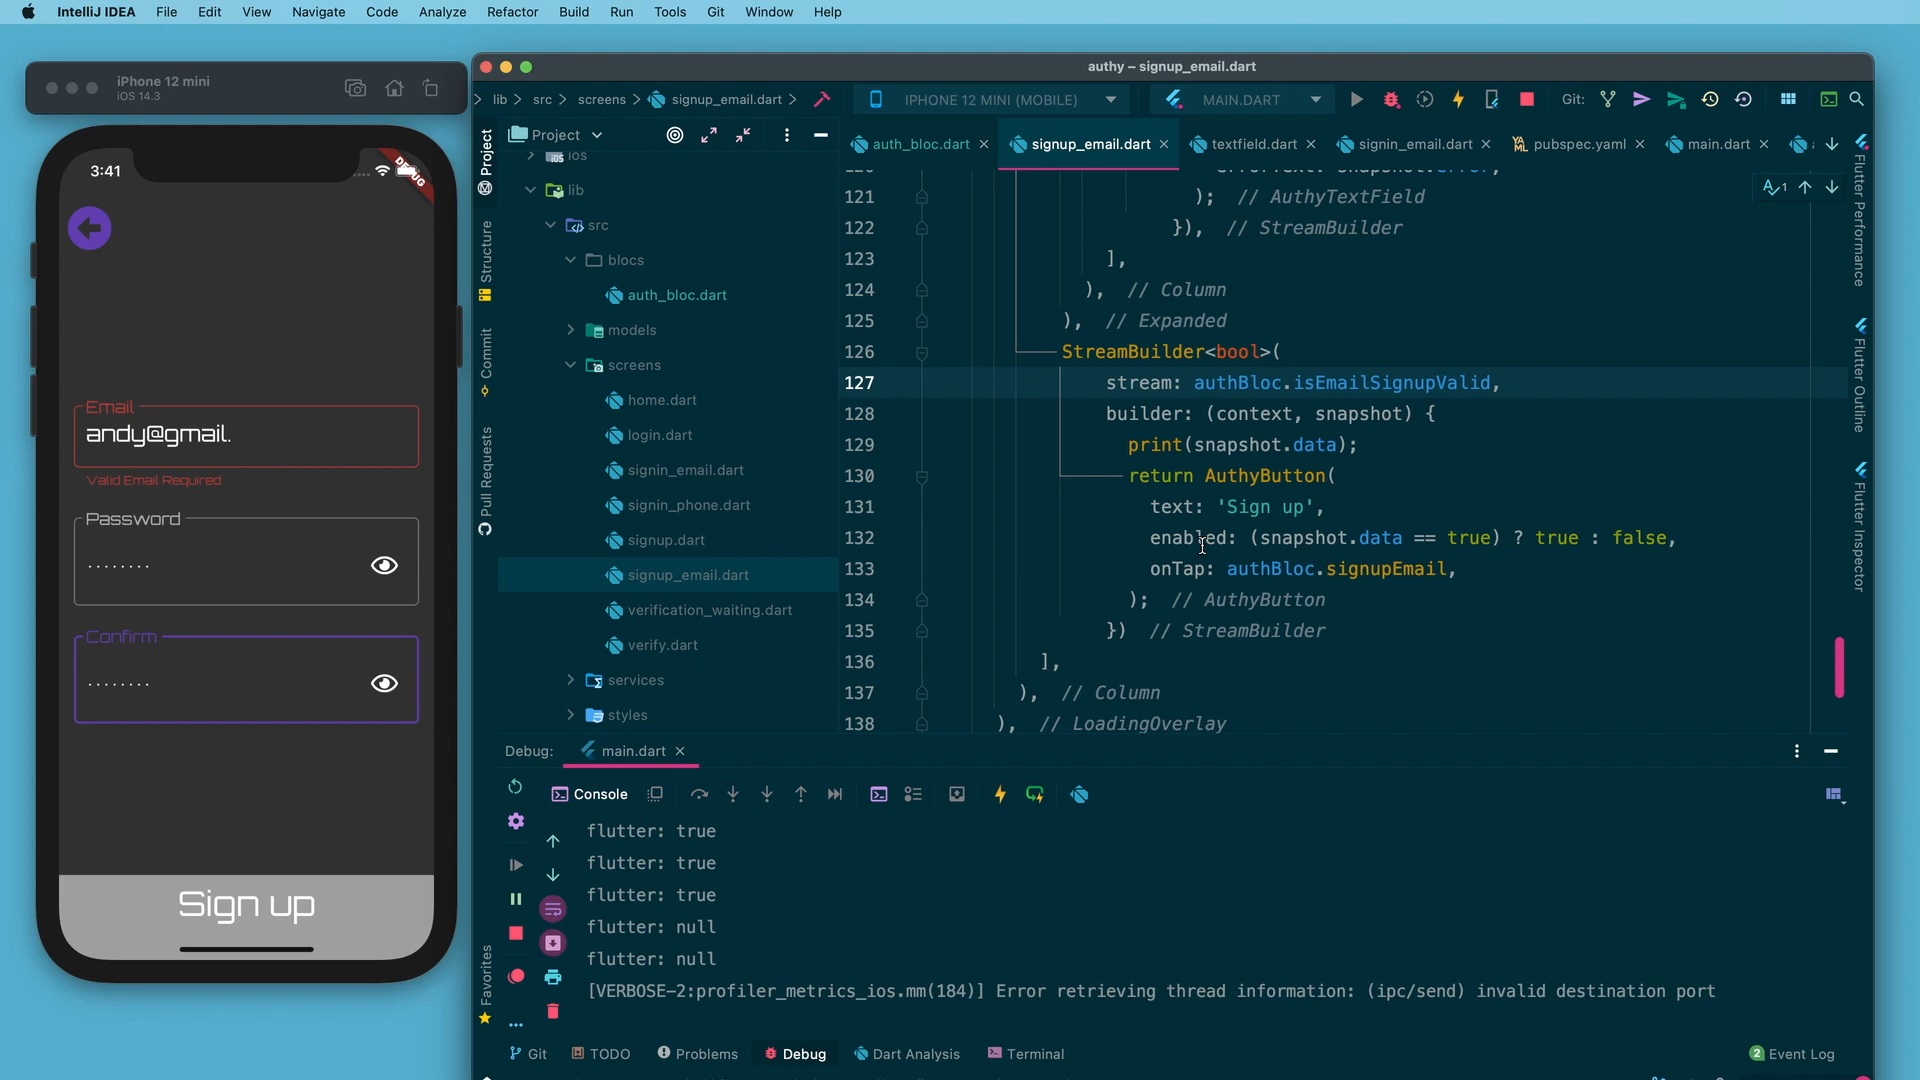 IntelliJ IDEA File Edit View Navigate Code Analyze Refactor Build Run Tools Git Window Help
iPhone 12 mini
iOS 14.3
3:41
DEBUG
Email
andy@gmail.
Valid Email Required
Password
........
Confirm
........
Sign up
authy – signup_email.dart
lib src screens signup_email.dart
IPHONE 12 MINI (MOBILE)
MAIN.DART
Git:
Project
Structure
Commit
Pull Requests
Favorites
Project
ios
lib
src
blocs
auth_bloc.dart
models
screens
home.dart
login.dart
signin_email.dart
signin_phone.dart
signup.dart
signup_email.dart
verification_waiting.dart
verify.dart
services
styles
auth_bloc.dart signup_email.dart textfield.dart signin_email.dart pubspec.yaml main.dart
1
121 ); // AuthyTextField
122 }), // StreamBuilder
123 ],
124 ), // Column
125 ), // Expanded
126 StreamBuilder<bool>(
127 stream: authBloc.isEmailSignupValid,
128 builder: (context, snapshot) {
129 print(snapshot.data);
130 return AuthyButton(
131 text: 'Sign up',
132 enabled: (snapshot.data == true) ? true : false,
133 onTap: authBloc.signupEmail,
134 ); // AuthyButton
135 }) // StreamBuilder
136 ],
137 ), // Column
138 ), // LoadingOverlay
Flutter Performance
Flutter Outline
Flutter Inspector
Debug: main.dart
Console
flutter: true
flutter: true
flutter: true
flutter: null
flutter: null
[VERBOSE-2:profiler_metrics_ios.mm(184)] Error retrieving thread information: (ipc/send) invalid destination port
Git TODO Problems Debug Dart Analysis Terminal 2 Event Log